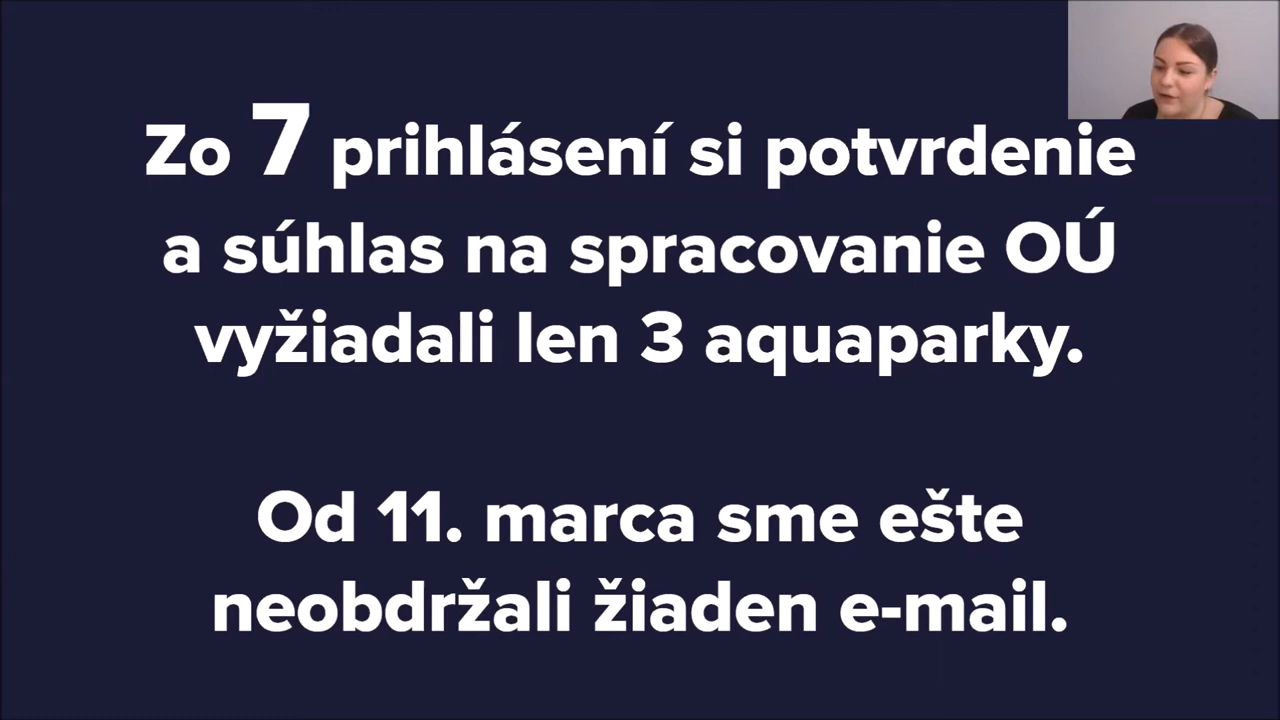 Zo 7 prihlásení si potvrdenie
a súhlas na spracovanie OÚ
vyžiadali len 3 aquaparky.
Od 11. marca sme ešte
neobdržali žiaden e-mail.